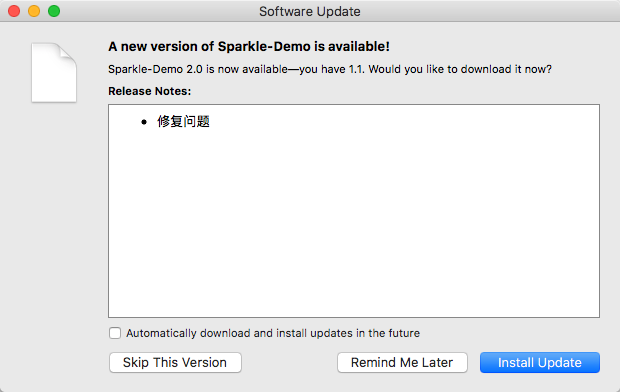 Software Update
A new version of Sparkle-Demo is available!
Sparkle-Demo 2.0 is now available—you have 1.1. Would you like to download it now?
Release Notes:
• 修复问题
Automatically download and install updates in the future
Skip This Version
Remind Me Later
Install Update